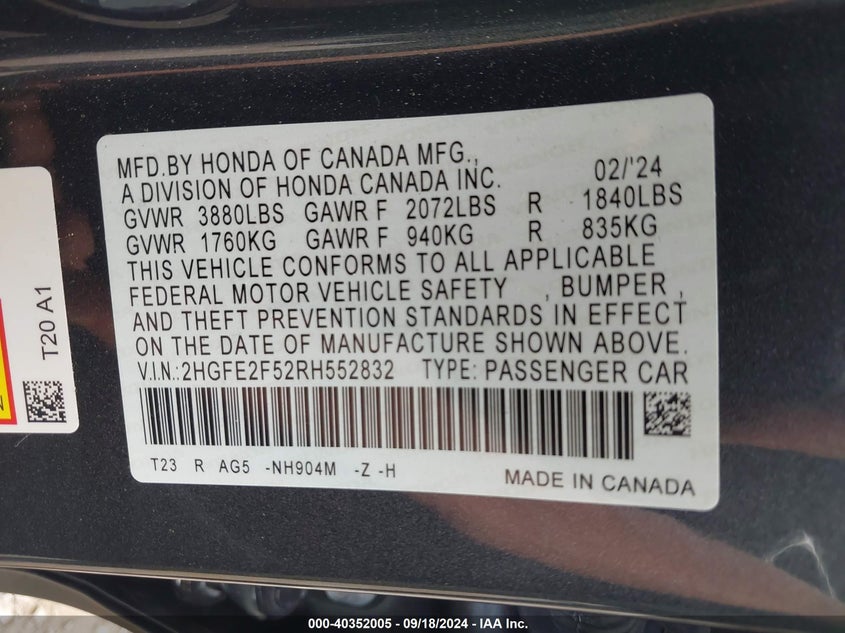 MFD.BY HONDA OF CANADA MFG.,
A DIVISION OF HONDA CANADA INC. 02/'24
GVWR 3880LBS GAWR F 2072LBS R 1840LBS
GVWR 1760KG GAWR F 940KG R 835KG
THIS VEHICLE CONFORMS TO ALL APPLICABLE
FEDERAL MOTOR VEHICLE SAFETY , BUMPER ,
AND THEFT PREVENTION STANDARDS IN EFFECT
ON THE DATE OF MANUFACTURE SHOWN ABOVE.
V.I.N.:2HGFE2F52RH552832 TYPE: PASSENGER CAR
T23 R AG5 -NH904M -Z -H
MADE IN CANADA
T20 A1
000-40352005 - 09/18/2024 - IAA Inc.